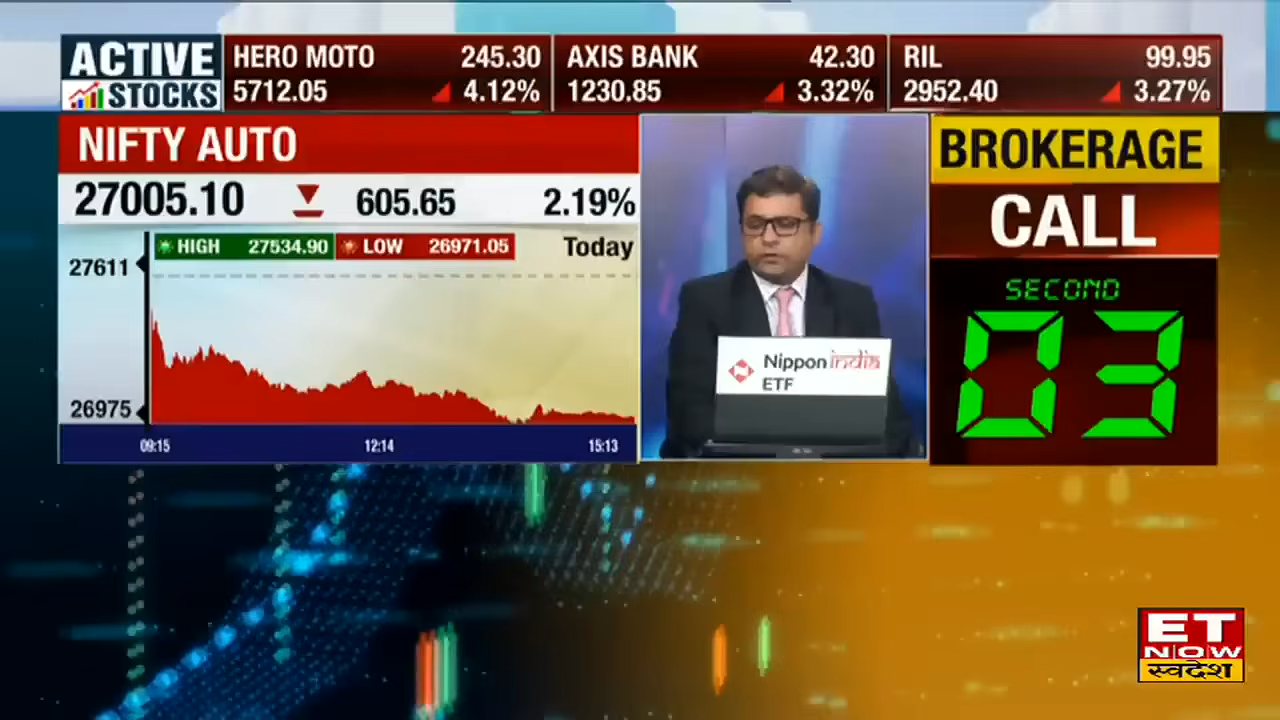 ACTIVE
STOCKS
HERO MOTO 245.30
5712.05 4.12%
AXIS BANK 42.30
1230.85 3.32%
RIL 99.95
2952.40 3.27%
NIFTY AUTO
27005.10 605.65 2.19%
HIGH 27534.90 LOW 26971.05 Today
27611
26975
09:15 12:14 15:13
Nippon india
ETF
BROKERAGE
CALL
SECOND
03
ET
NOW
स्वदेश